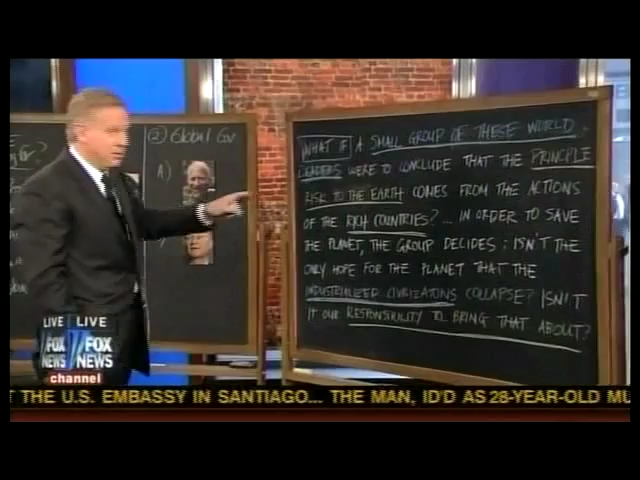 ② Global Gv
A)
WHAT IF A SMALL GROUP OF THESE WORLD
LEADERS WERE TO CONCLUDE THAT THE PRINCIPLE
RISK TO THE EARTH COMES FROM THE ACTIONS
OF THE RICH COUNTRIES? ... IN ORDER TO SAVE
THE PLANET, THE GROUP DECIDES: ISN'T THE
ONLY HOPE FOR THE PLANET THAT THE
INDUSTRIALIZED CIVILIZATIONS COLLAPSE? ISN'T
IT OUR RESPONSIBILITY TO BRING THAT ABOUT?
LIVE LIVE
FOX NEWS FOX NEWS
channel
T THE U.S. EMBASSY IN SANTIAGO... THE MAN, ID'D AS 28-YEAR-OLD MU